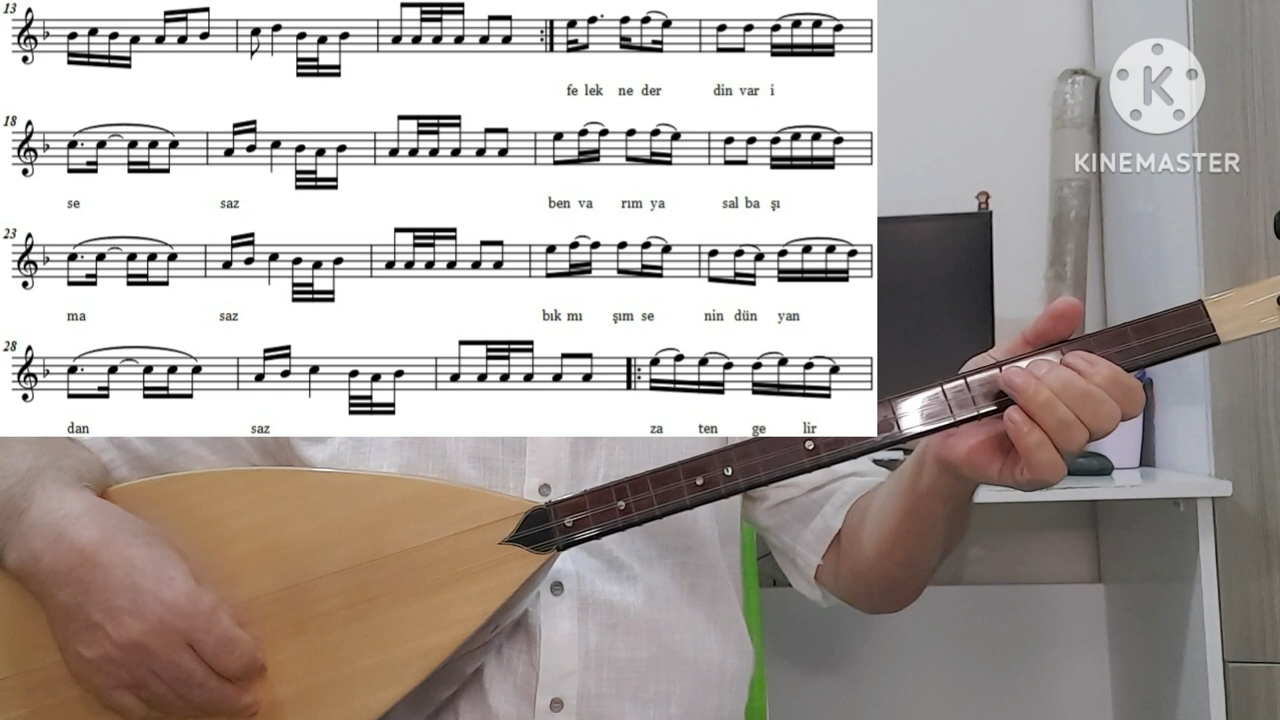 13
fe lek ne der din var i
18
se saz ben va rım ya sal ba şı
23
ma saz bık mı şım se nin dün yan
28
dan saz za ten ge lir
K
KINEMASTER